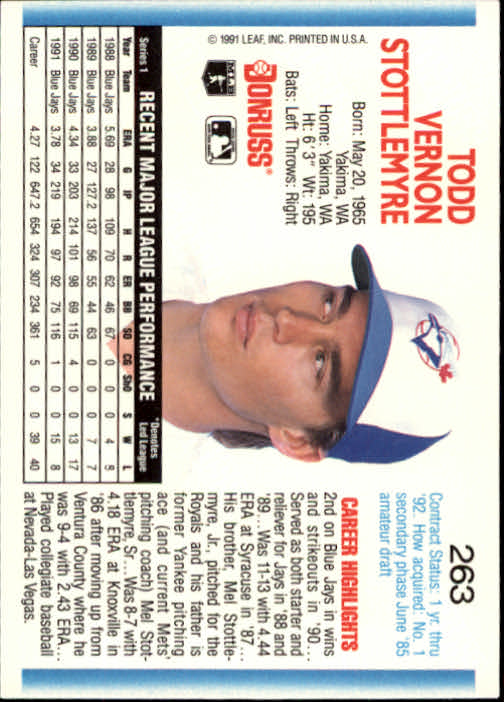 263
TODD
VERNON
STOTTLEMYRE
Born: May 20, 1965
Yakima, WA
Home: Yakima, WA
Ht: 6' 3" Wt: 195
Bats: Left Throws: Right
DONRUSS®
© 1991 LEAF, INC. PRINTED IN U.S.A.
Contract Status: 1 yr. thru
'92. How acquired: No. 1
secondary phase June '85
amateur draft
CAREER HIGHLIGHTS
2nd on Blue Jays in wins
and strikeouts in '90...
Served as both starter and
reliever for Jays in '88 and
'89...Was 11-13 with 4.44
ERA at Syracuse in '87...
His brother, Mel Stottle-
myre, Jr., pitched for the
Royals and his father is
former Yankee pitching
ace (and current Mets'
pitching coach) Mel Stot-
tlemyre, Sr....Was 8-7 with
4.18 ERA at Knoxville in
'86 after moving up from
Ventura County where he
was 9-4 with 2.43 ERA...
Played collegiate baseball
at Nevada-Las Vegas.
Series 1 RECENT MAJOR LEAGUE PERFORMANCE *Denotes Led League
Year Team ERA G IP H R ER BB SO CG ShO S W L
1988 Blue Jays 5.69 28 98 109 70 62 46 67 0 0 0 4 8
1989 Blue Jays 3.88 27 127.2 137 56 55 44 63 0 0 0 7 7
1990 Blue Jays 4.34 33 203 214 101 98 69 115 4 0 0 13 17
1991 Blue Jays 3.78 34 219 194 97 92 75 116 1 0 0 15 8
Career 4.27 122 647.2 654 324 307 234 361 5 0 0 39 40